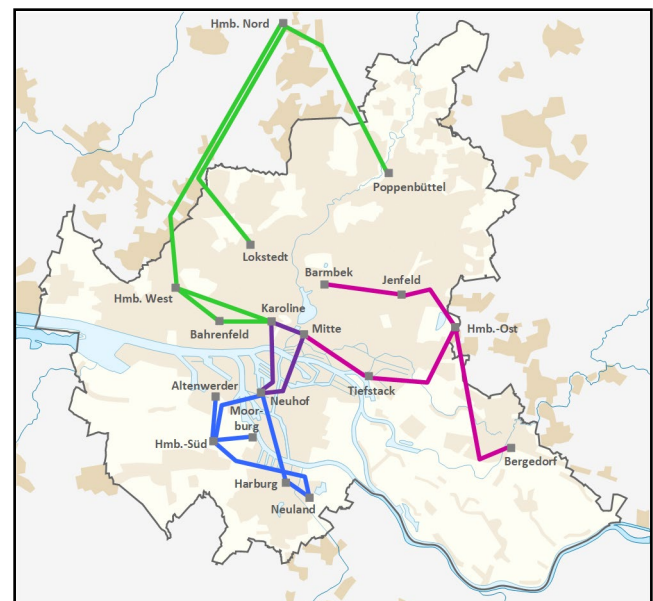 Hmb. Nord
Poppenbüttel
Lokstedt
Barmbek
Jenfeld
Hmb. West
Karoline
Hmb.-Ost
Bahrenfeld
Mitte
Altenwerder
Tiefstack
Neuhof
Moor-
burg
Hmb.-Süd
Bergedorf
Harburg
Neuland